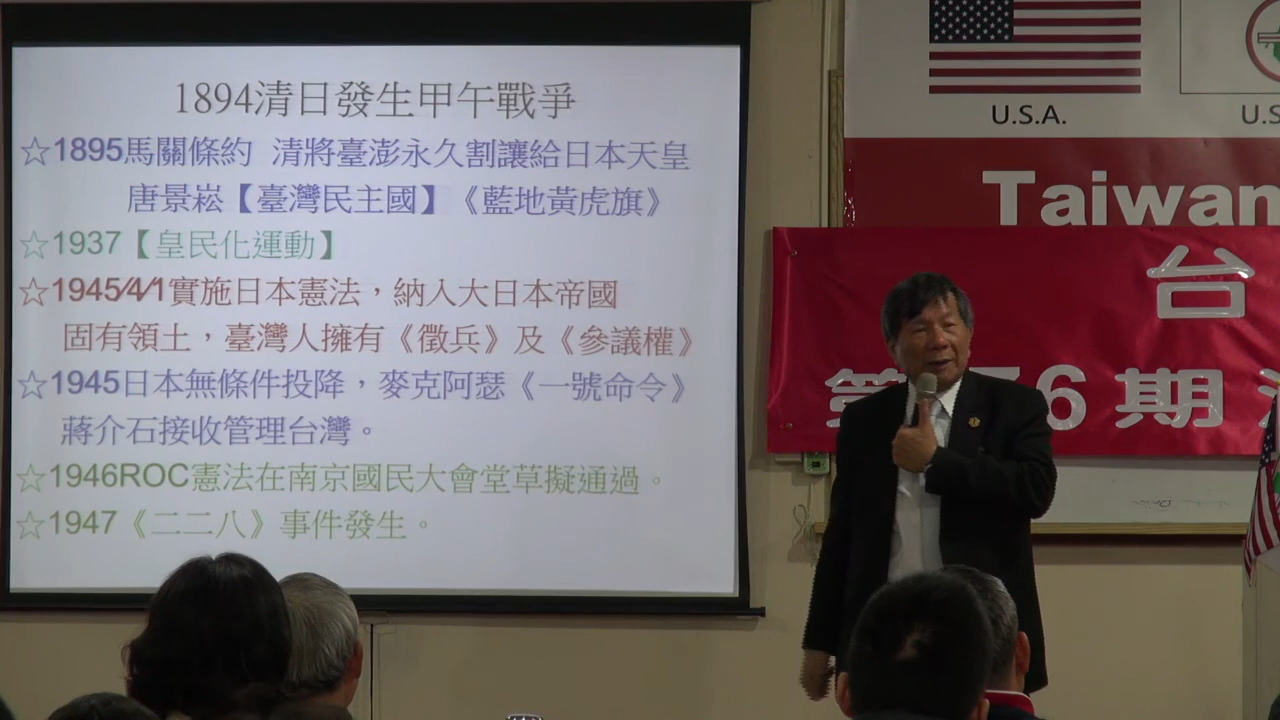 1894清日發生甲午戰爭
☆1895馬關條約 清將臺澎永久割讓給日本天皇
唐景崧【臺灣民主國】《藍地黃虎旗》
☆1937【皇民化運動】
☆1945/4/1實施日本憲法，納入大日本帝國
固有領土，臺灣人擁有《徵兵》及《參議權》
☆1945日本無條件投降，麥克阿瑟《一號命令》
蔣介石接收管理台灣。
☆1946ROC憲法在南京國民大會堂草擬通過。
☆1947《二二八》事件發生。
U.S.A.
U.S
Taiwan
台
第 6期